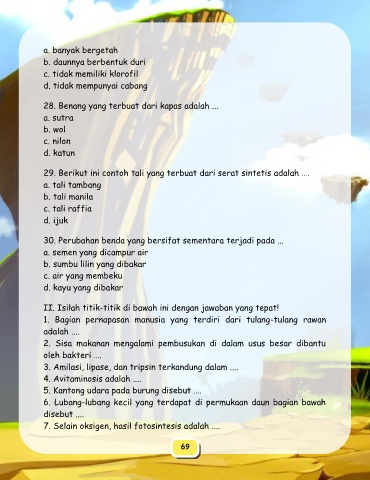 a. banyak bergetah
b. daunnya berbentuk duri
c. tidak memiliki klorofil
d. tidak mempunyai cabang
28. Benang yang terbuat dari kapas adalah ...
a. sutra
b. wol
c. nilon
d. katun
29. Berikut ini contoh tali yang terbuat dari serat sintetis adalah ....
a. tali tambang
b. tali manila
c. tali raffia
d. ijuk
30. Perubahan benda yang bersifat sementara terjadi pada ...
a. semen yang dicampur air
b. sumbu lilin yang dibakar
c. air yang membeku
d. kayu yang dibakar
II. Isilah titik-titik di bawah ini dengan jawaban yang tepat!
1. Bagian pernapasan manusia yang terdiri dari tulang-tulang rawan
adalah ....
2. Sisa makanan mengalami pembusukan di dalam usus besar dibantu
oleh bakteri ....
3. Amilasi, lipase, dan tripsin terkandung dalam ....
4. Avitaminosis adalah ....
5. Kantong udara pada burung disebut ....
6. Lubang-lubang kecil yang terdapat di permukaan daun bagian bawah
disebut ....
7. Selain oksigen, hasil fotosintesis adalah ....
69